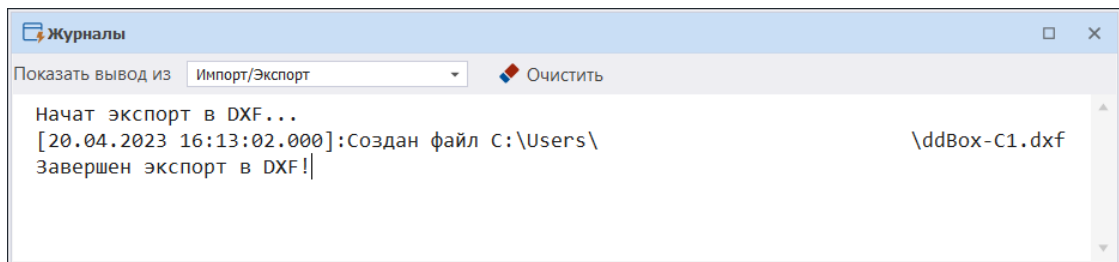 Журналы
Показать вывод из Импорт/Экспорт Очистить
Начат экспорт в DXF...
[20.04.2023 16:13:02.000]:Создан файл C:\Users\ \ddBox-C1.dxf
Завершен экспорт в DXF!